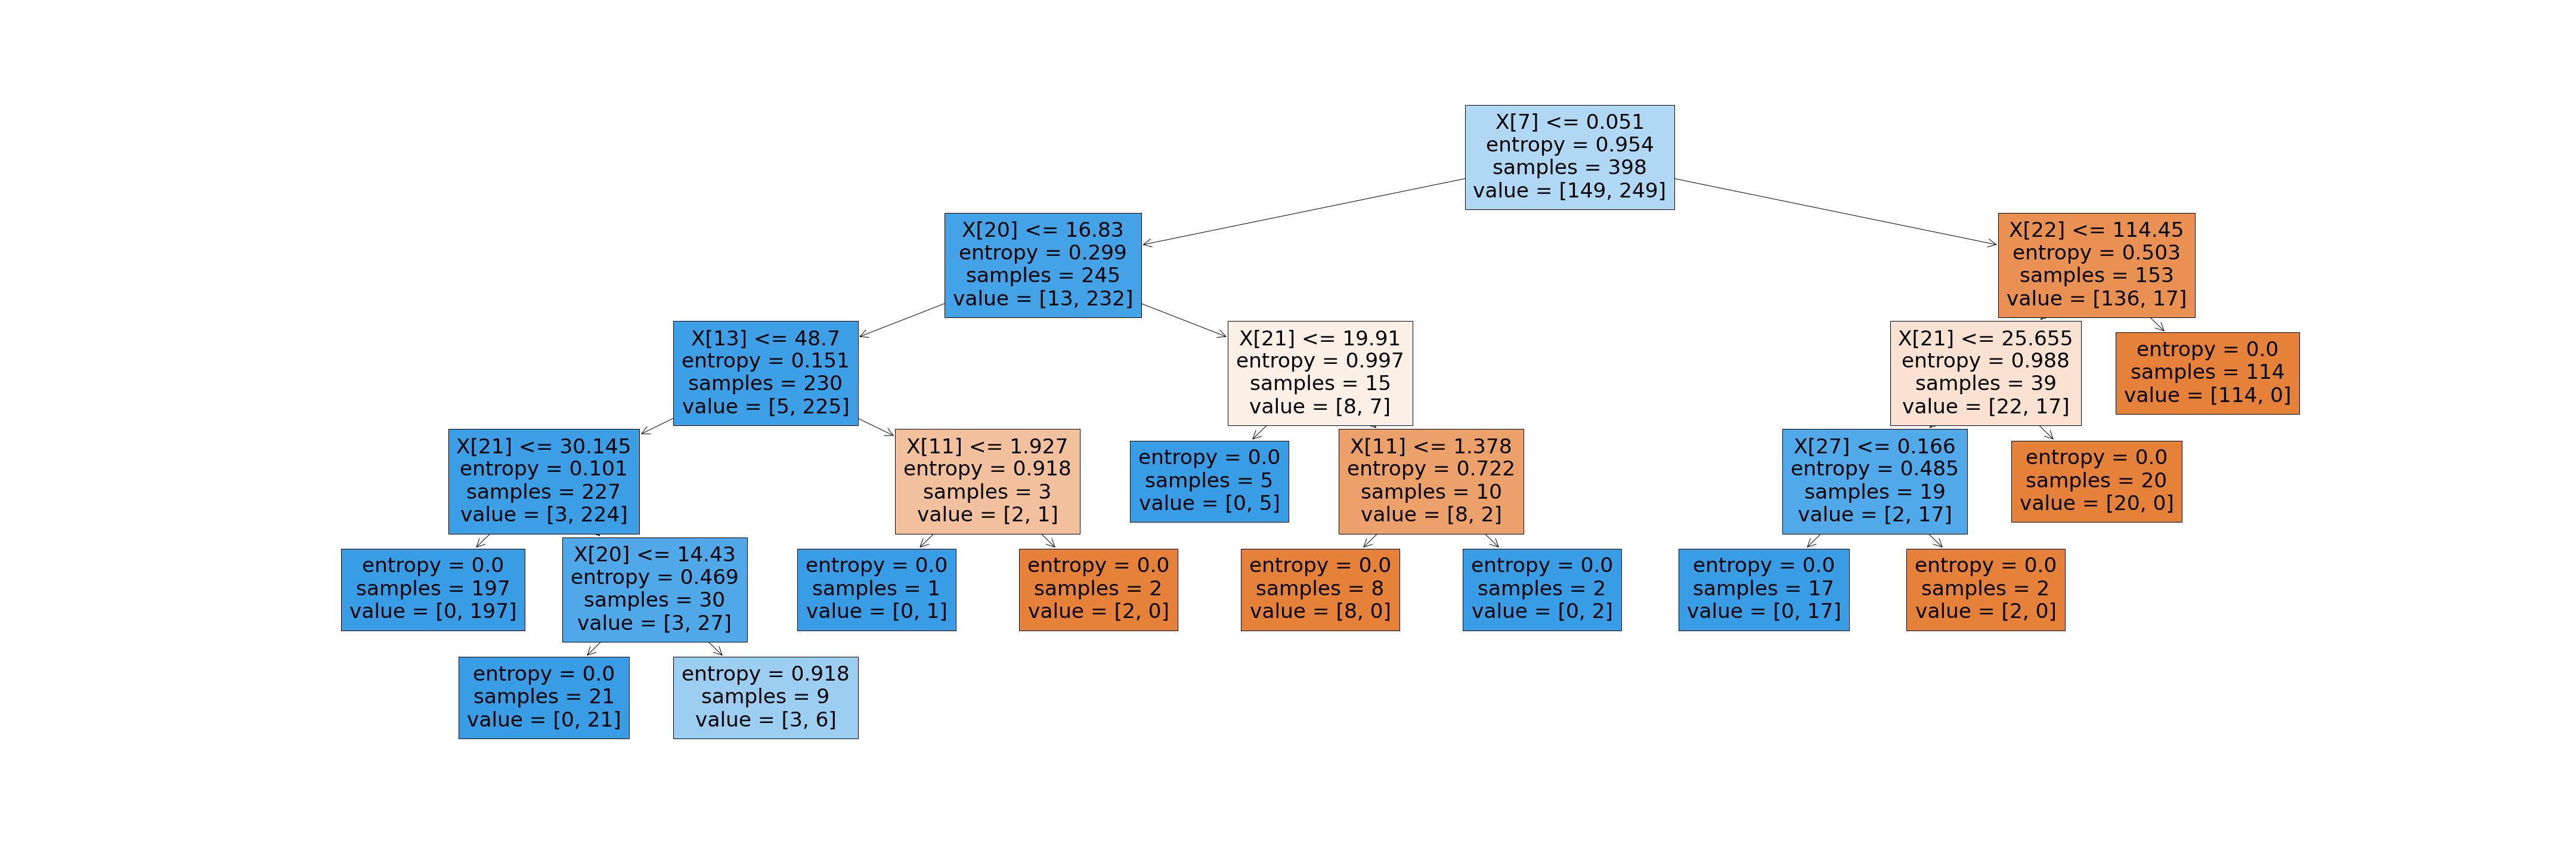 X[7] <= 0.051
entropy = 0.954
samples = 398
value = [149, 249]
X[20] <= 16.83
entropy = 0.299
samples = 245
value = [13, 232]
X[22] <= 114.45
entropy = 0.503
samples = 153
value = [136, 17]
X[13] <= 48.7
entropy = 0.151
samples = 230
value = [5, 225]
X[21] <= 19.91
entropy = 0.997
samples = 15
value = [8, 7]
X[21] <= 25.655
entropy = 0.988
samples = 39
value = [22, 17]
entropy = 0.0
samples = 114
value = [114, 0]
X[21] <= 30.145
entropy = 0.101
samples = 227
value = [3, 224]
X[11] <= 1.927
entropy = 0.918
samples = 3
value = [2, 1]
entropy = 0.0
samples = 5
value = [0, 5]
X[11] <= 1.378
entropy = 0.722
samples = 10
value = [8, 2]
X[27] <= 0.166
entropy = 0.485
samples = 19
value = [2, 17]
entropy = 0.0
samples = 20
value = [20, 0]
entropy = 0.0
samples = 197
value = [0, 197]
X[20] <= 14.43
entropy = 0.469
samples = 30
value = [3, 27]
entropy = 0.0
samples = 1
value = [0, 1]
entropy = 0.0
samples = 2
value = [2, 0]
entropy = 0.0
samples = 8
value = [8, 0]
entropy = 0.0
samples = 2
value = [0, 2]
entropy = 0.0
samples = 17
value = [0, 17]
entropy = 0.0
samples = 2
value = [2, 0]
entropy = 0.0
samples = 21
value = [0, 21]
entropy = 0.918
samples = 9
value = [3, 6]